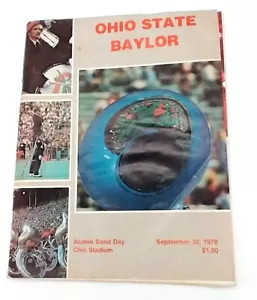 OHIO STATE
BAYLOR
Alumni Band Day
Ohio Stadium
September 30, 1978
$1.00